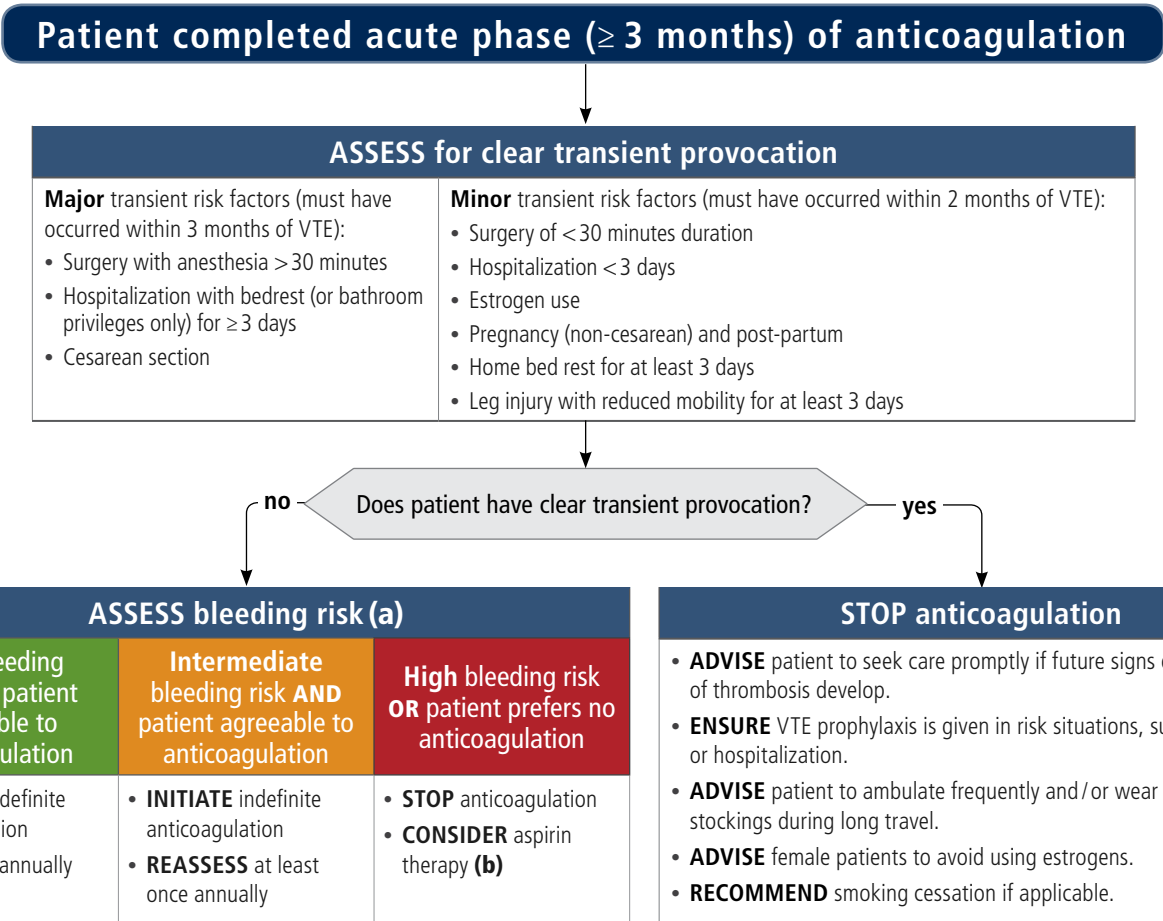 Patient completed acute phase (≥ 3 months) of anticoagulation
ASSESS for clear transient provocation
Major transient risk factors (must have
occurred within 3 months of VTE):
• Surgery with anesthesia >30 minutes
• Hospitalization with bedrest (or bathroom
privileges only) for ≥3 days
• Cesarean section
Minor transient risk factors (must have occurred within 2 months of VTE):
• Surgery of <30 minutes duration
• Hospitalization <3 days
• Estrogen use
• Pregnancy (non-cesarean) and post-partum
• Home bed rest for at least 3 days
• Leg injury with reduced mobility for at least 3 days
Does patient have clear transient provocation?
no
yes
ASSESS bleeding risk (a)
patient
to
Intermediate
bleeding risk AND
patient agreeable to
anticoagulation
High bleeding risk
OR patient prefers no
anticoagulation
annually
• INITIATE indefinite
anticoagulation
• REASSESS at least
once annually
• STOP anticoagulation
• CONSIDER aspirin
therapy (b)
STOP anticoagulation
• ADVISE patient to seek care promptly if future signs
of thrombosis develop.
• ENSURE VTE prophylaxis is given in risk situations,
or hospitalization.
• ADVISE patient to ambulate frequently and/or wear
stockings during long travel.
• ADVISE female patients to avoid using estrogens.
• RECOMMEND smoking cessation if applicable.